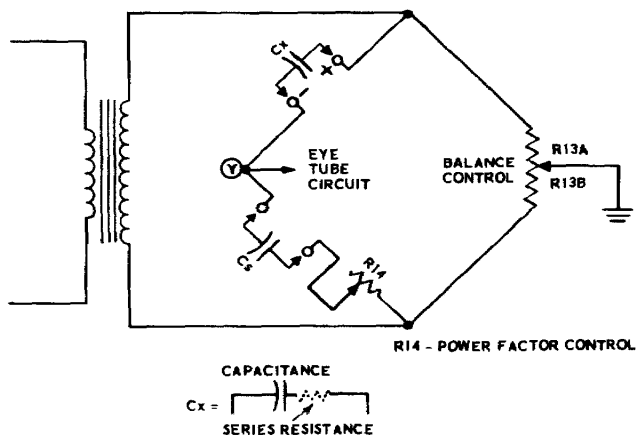 Cx
X
-
Y
EYE
TUBE
CIRCUIT
BALANCE
CONTROL
R13A
R13B
Cs
R14
R14 - POWER FACTOR CONTROL
CAPACITANCE
Cx =
SERIES RESISTANCE